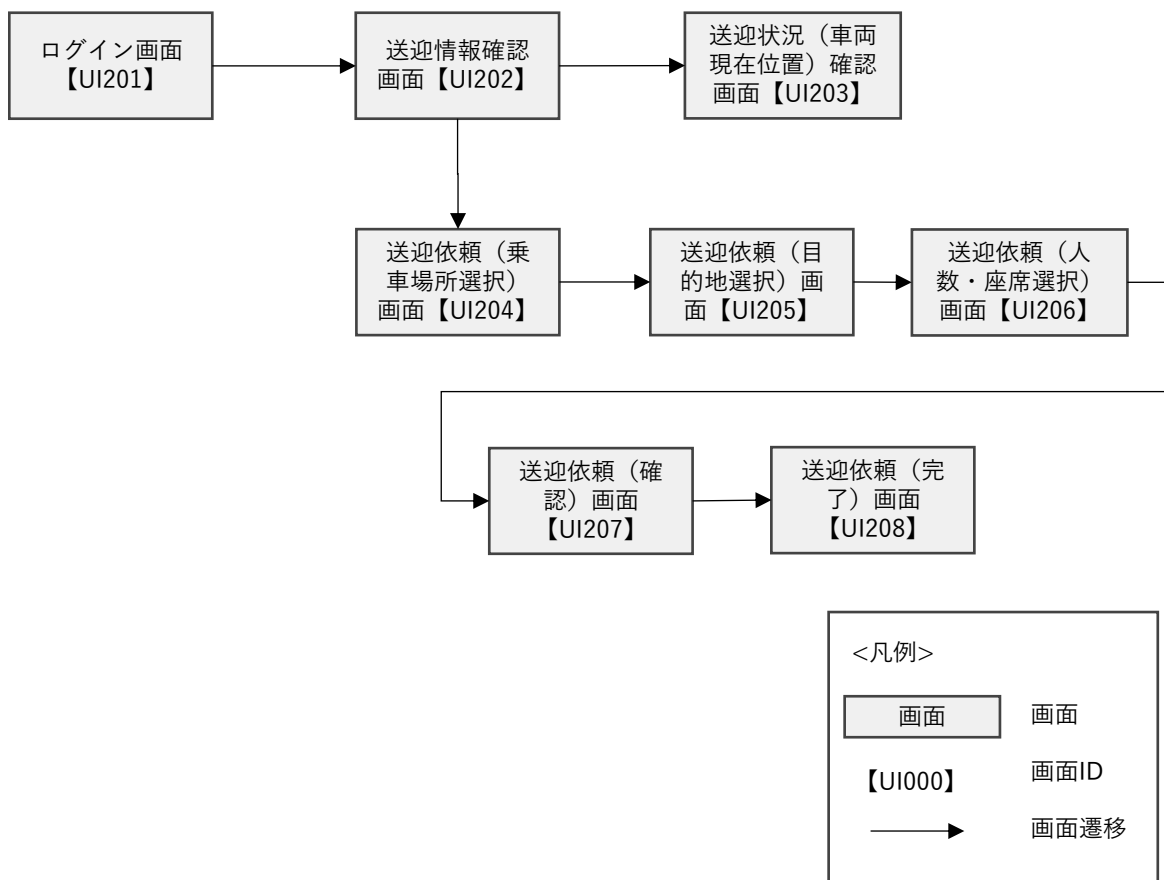 ログイン画面
【UI201】
送迎情報確認
画面【UI202】
送迎状況（車両
現在位置）確認
画面【UI203】
送迎依頼（乗
車場所選択）
画面【UI204】
送迎依頼（目
的地選択）画
面【UI205】
送迎依頼（人
数・座席選択）
画面【UI206】
送迎依頼（確
認）画面
【UI207】
送迎依頼（完
了）画面
【UI208】
<凡例>
画面 画面
【UI000】 画面ID
画面遷移